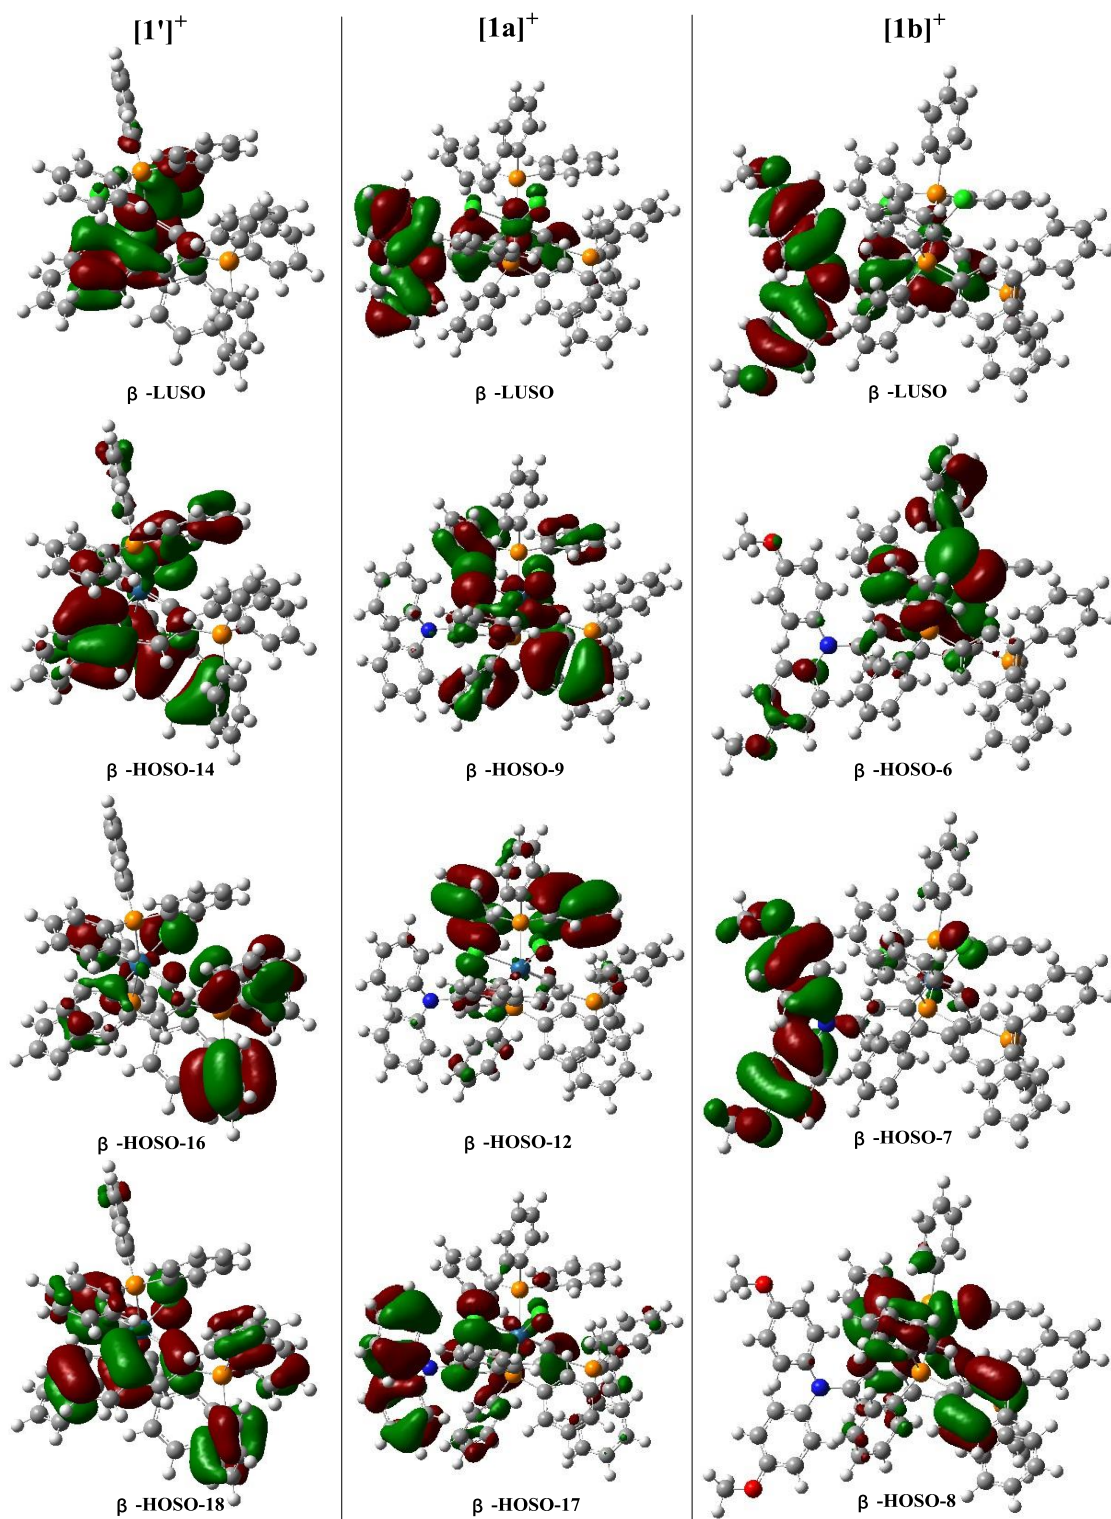 [1']⁺ [1a]⁺ [1b]⁺
β -LUSO β -LUSO β -LUSO
β -HOSO-14 β -HOSO-9 β -HOSO-6
β -HOSO-16 β -HOSO-12 β -HOSO-7
β -HOSO-18 β -HOSO-17 β -HOSO-8